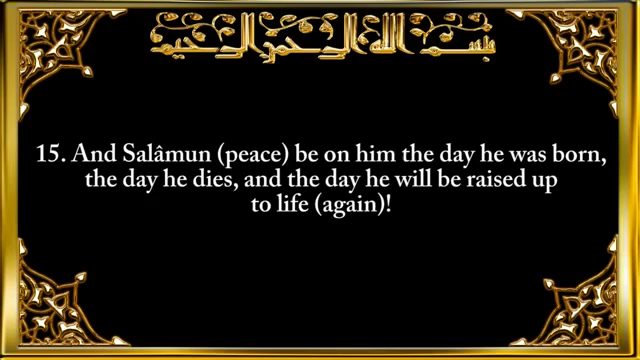 بسم الله الرحمن الرحيم
15. And Salâmun (peace) be on him the day he was born,
the day he dies, and the day he will be raised up
to life (again)!